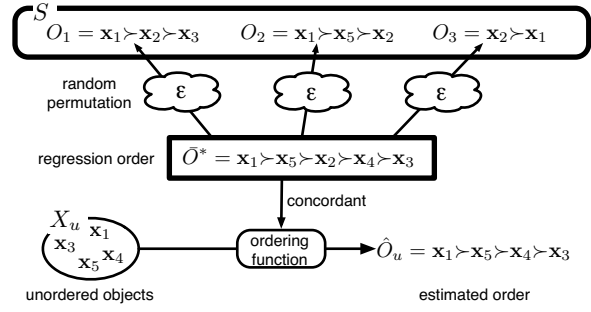 S
O₁ = x₁≻x₂≻x₃ O₂ = x₁≻x₅≻x₂ O₃ = x₂≻x₁
random
permutation
ε ε ε
regression order
Ō* = x₁≻x₅≻x₂≻x₄≻x₃
concordant
Xᵤ
x₁
x₃
x₄
x₅
ordering
function
Ôᵤ = x₁≻x₅≻x₄≻x₃
unordered objects
estimated order